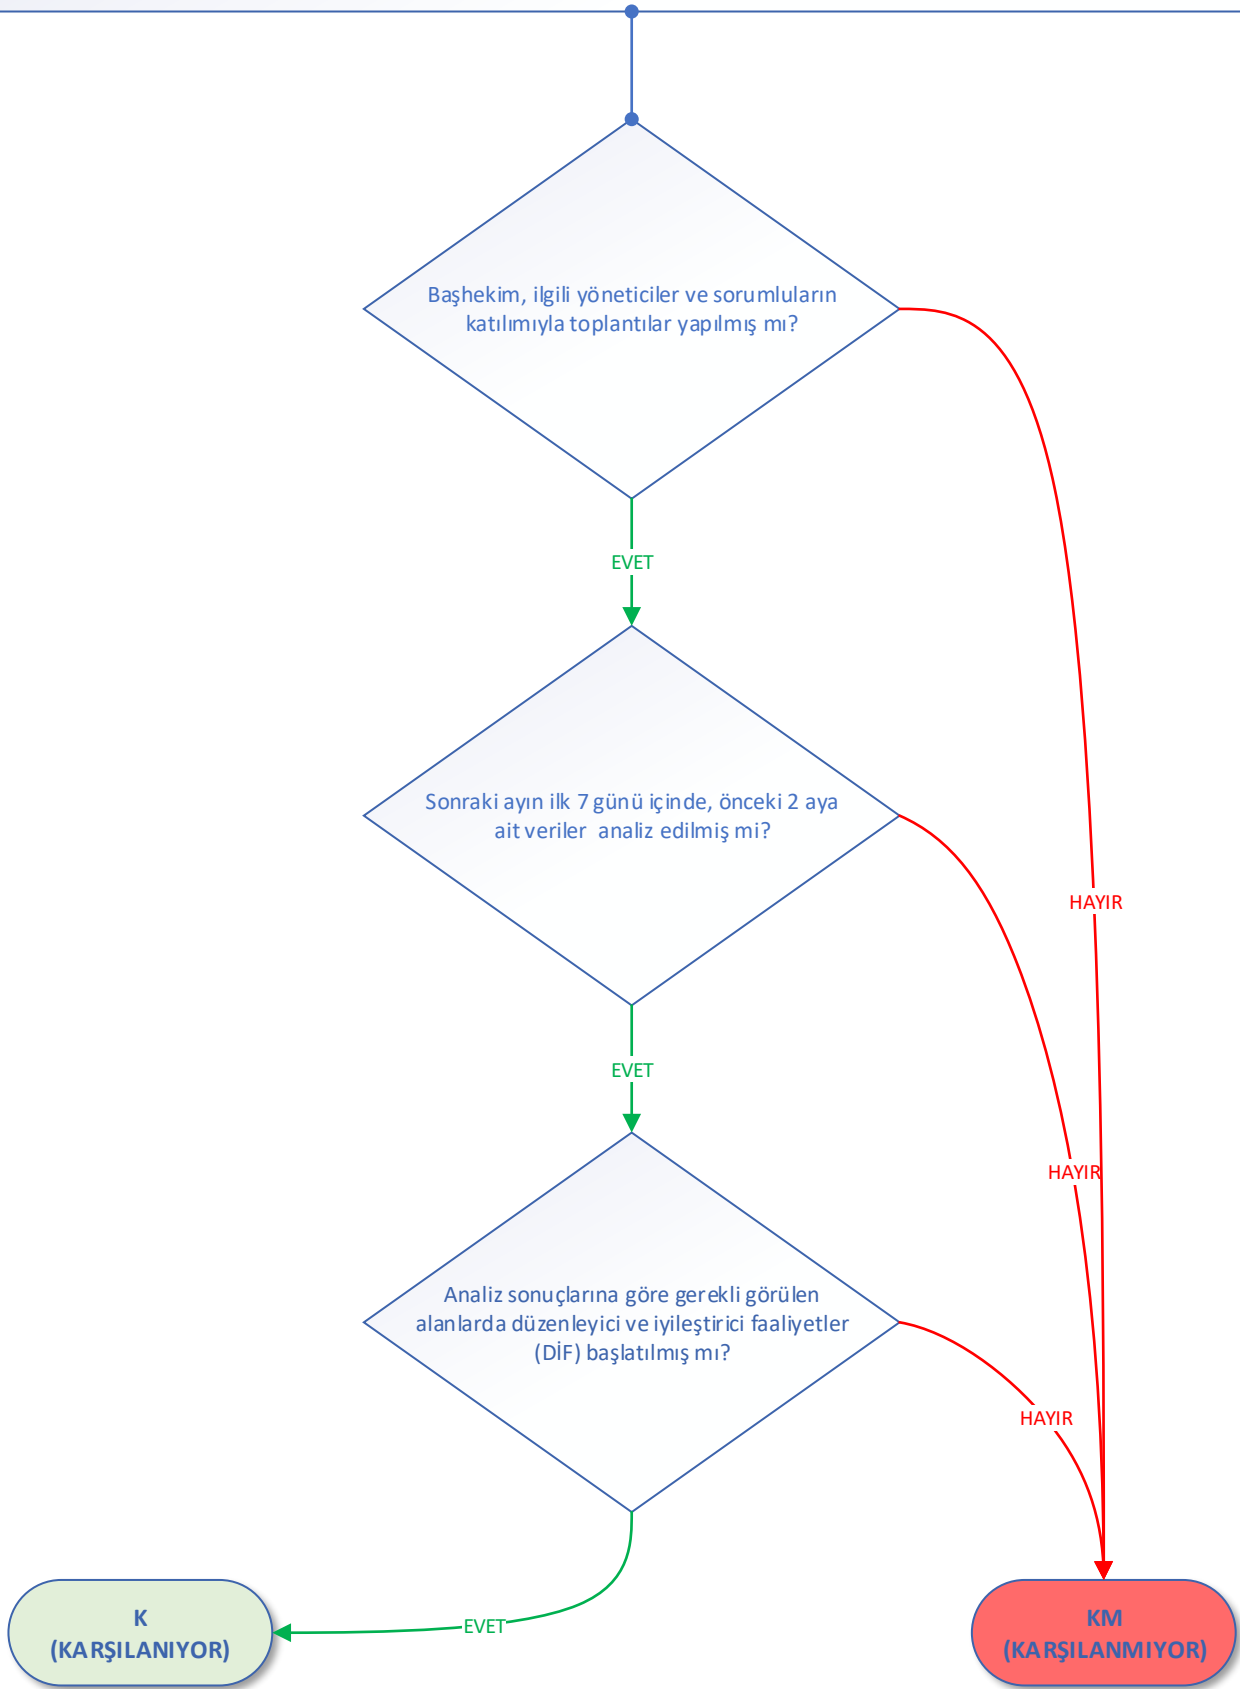 Başhekim, ilgili yöneticiler ve sorumluların
katılımıyla toplantılar yapılmış mı?
EVET
Sonraki ayın ilk 7 günü içinde, önceki 2 aya
ait veriler  analiz edilmiş mi?
HAYIR
EVET
HAYIR
Analiz sonuçlarına göre gerekli görülen
alanlarda düzenleyici ve iyileştirici faaliyetler
(DİF) başlatılmış mı?
HAYIR
EVET
K
(KARŞILANIYOR)
KM
(KARŞILANMIYOR)